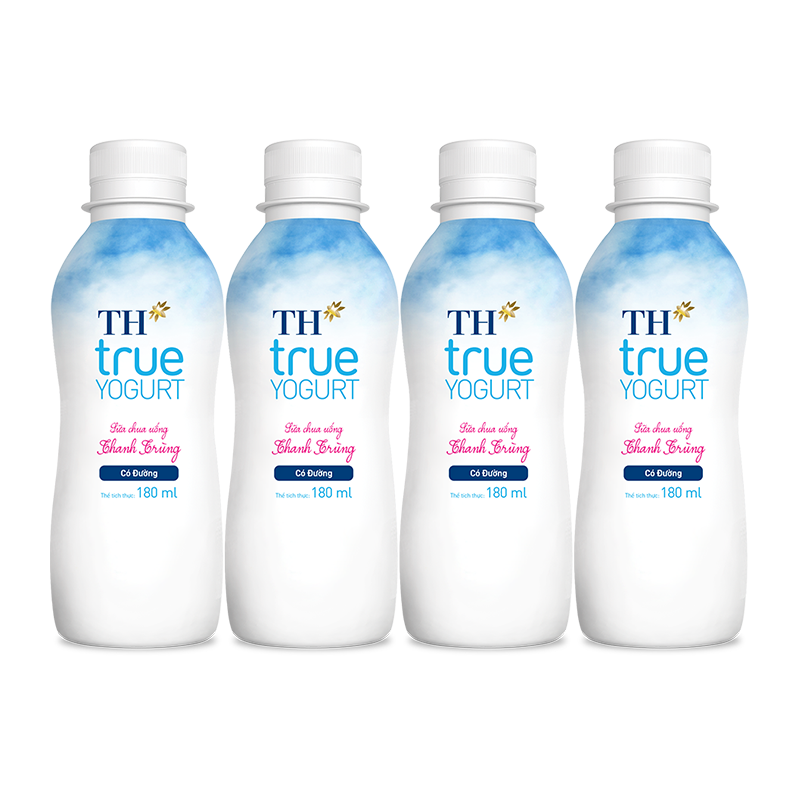 TH
true
YOGURT
Sữa chua uống
Thanh Trùng
Có Đường
Thể tích thực: 180 ml
TH
true
YOGURT
Sữa chua uống
Thanh Trùng
Có Đường
Thể tích thực: 180 ml
TH
true
YOGURT
Sữa chua uống
Thanh Trùng
Có Đường
Thể tích thực: 180 ml
TH
true
YOGURT
Sữa chua uống
Thanh Trùng
Có Đường
Thể tích thực: 180 ml